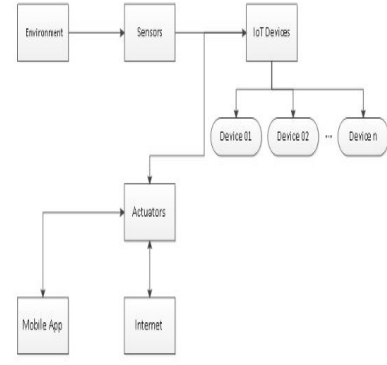 Environment
Sensors
IoT Devices
Device 01
Device 02
...
Device n
Actuators
Mobile App
Internet